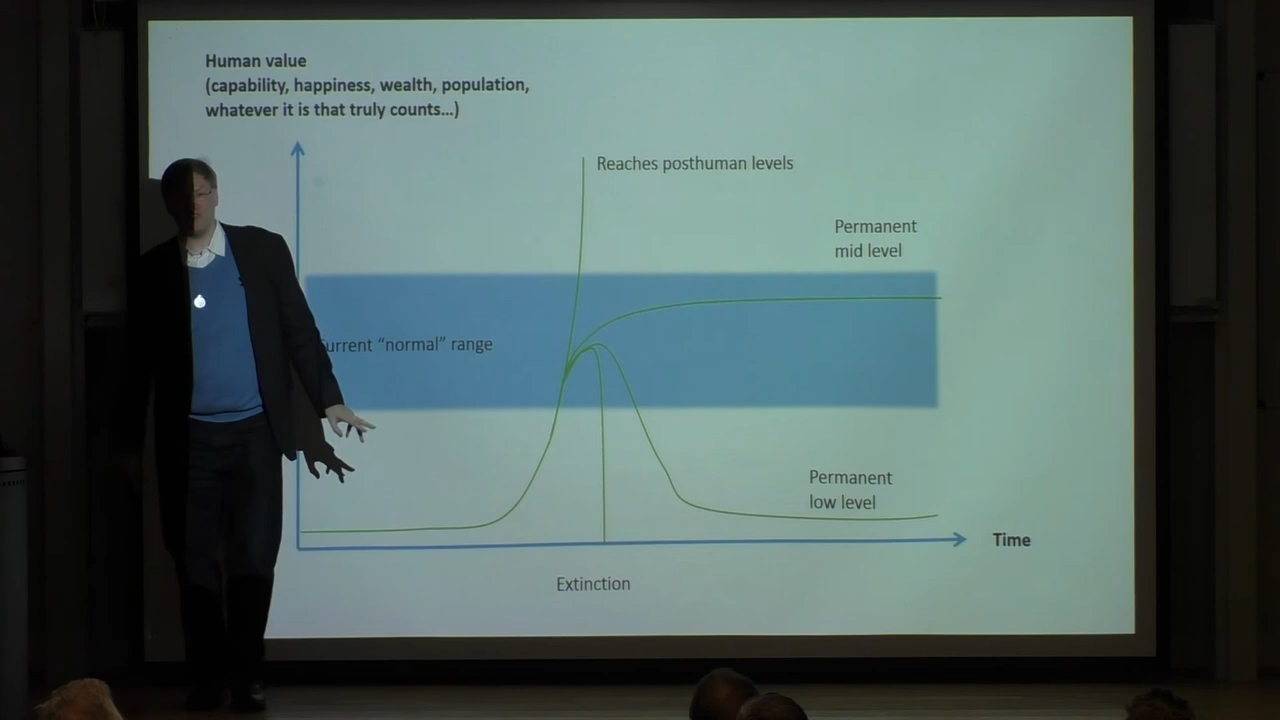 Human value
(capability, happiness, wealth, population,
whatever it is that truly counts...)
Reaches posthuman levels
Permanent
mid level
urrent “normal” range
Permanent
low level
Time
Extinction